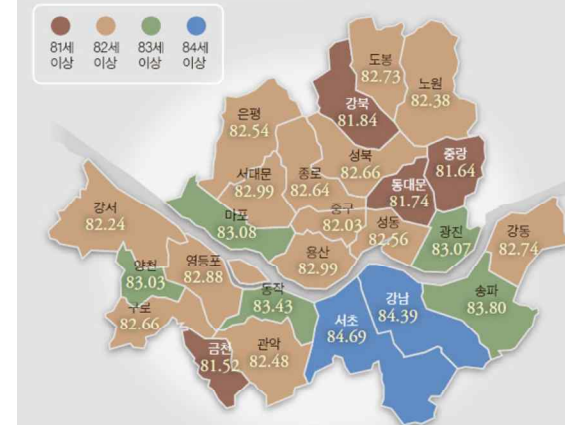 81세 이상
82세 이상
83세 이상
84세 이상
도봉
82.73
노원
82.38
강북
81.84
은평
82.54
성북
82.66
중랑
81.64
서대문
82.99
종로
82.64
동대문
81.74
강서
82.24
마포
83.08
중구
82.03
성동
82.56
광진
83.07
강동
82.74
용산
82.99
양천
83.03
영등포
82.88
동작
83.43
강남
84.39
송파
83.80
구로
82.66
서초
84.69
금천
81.52
관악
82.48